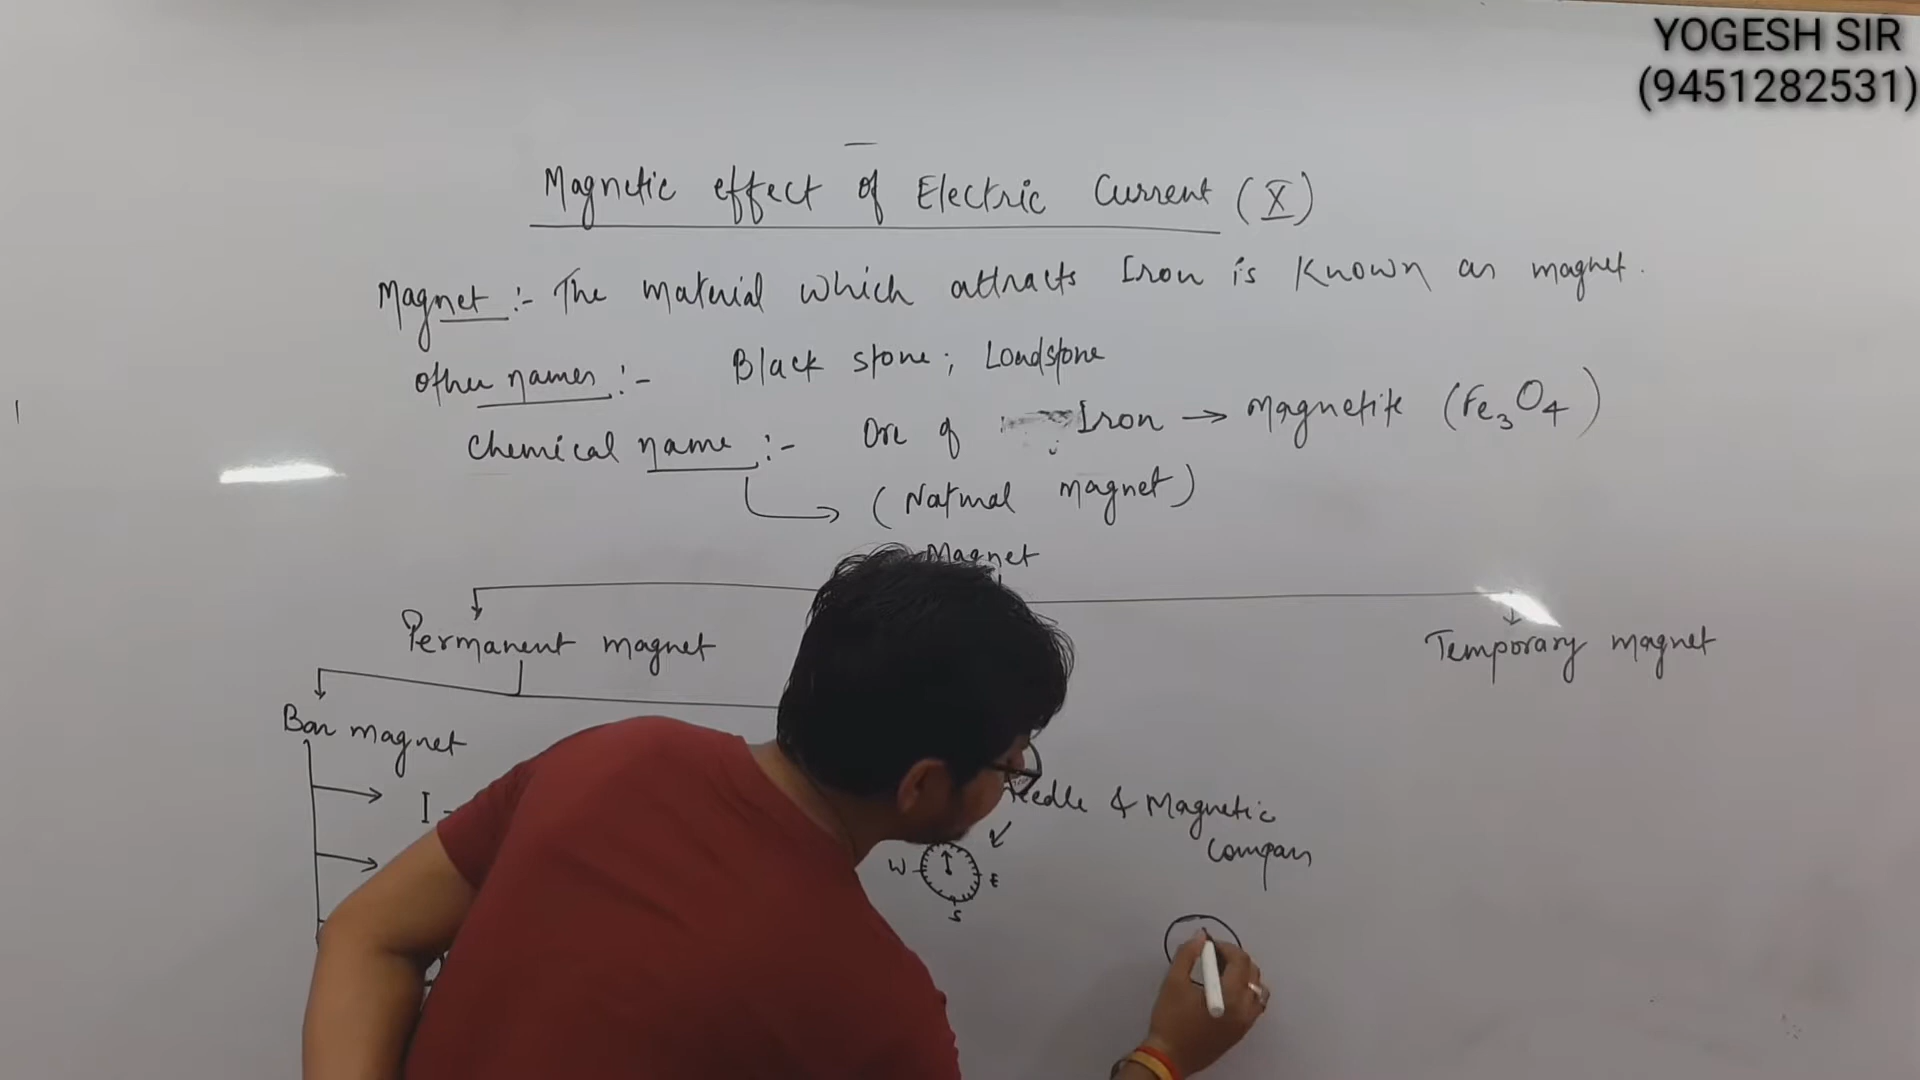 YOGESH SIR
(9451282531)
Magnetic effect of Electric Current (X)
Magnet :- The material which attracts Iron is known as magnet.
Other names :- Black stone ; Loadstone
Chemical name :- Ore of Iron → Magnetite (Fe₃O₄)
→ (Natural magnet)
Magnet
Permanent magnet
Temporary magnet
Bar magnet
I
eedle & Magnetic
compass
W E
S